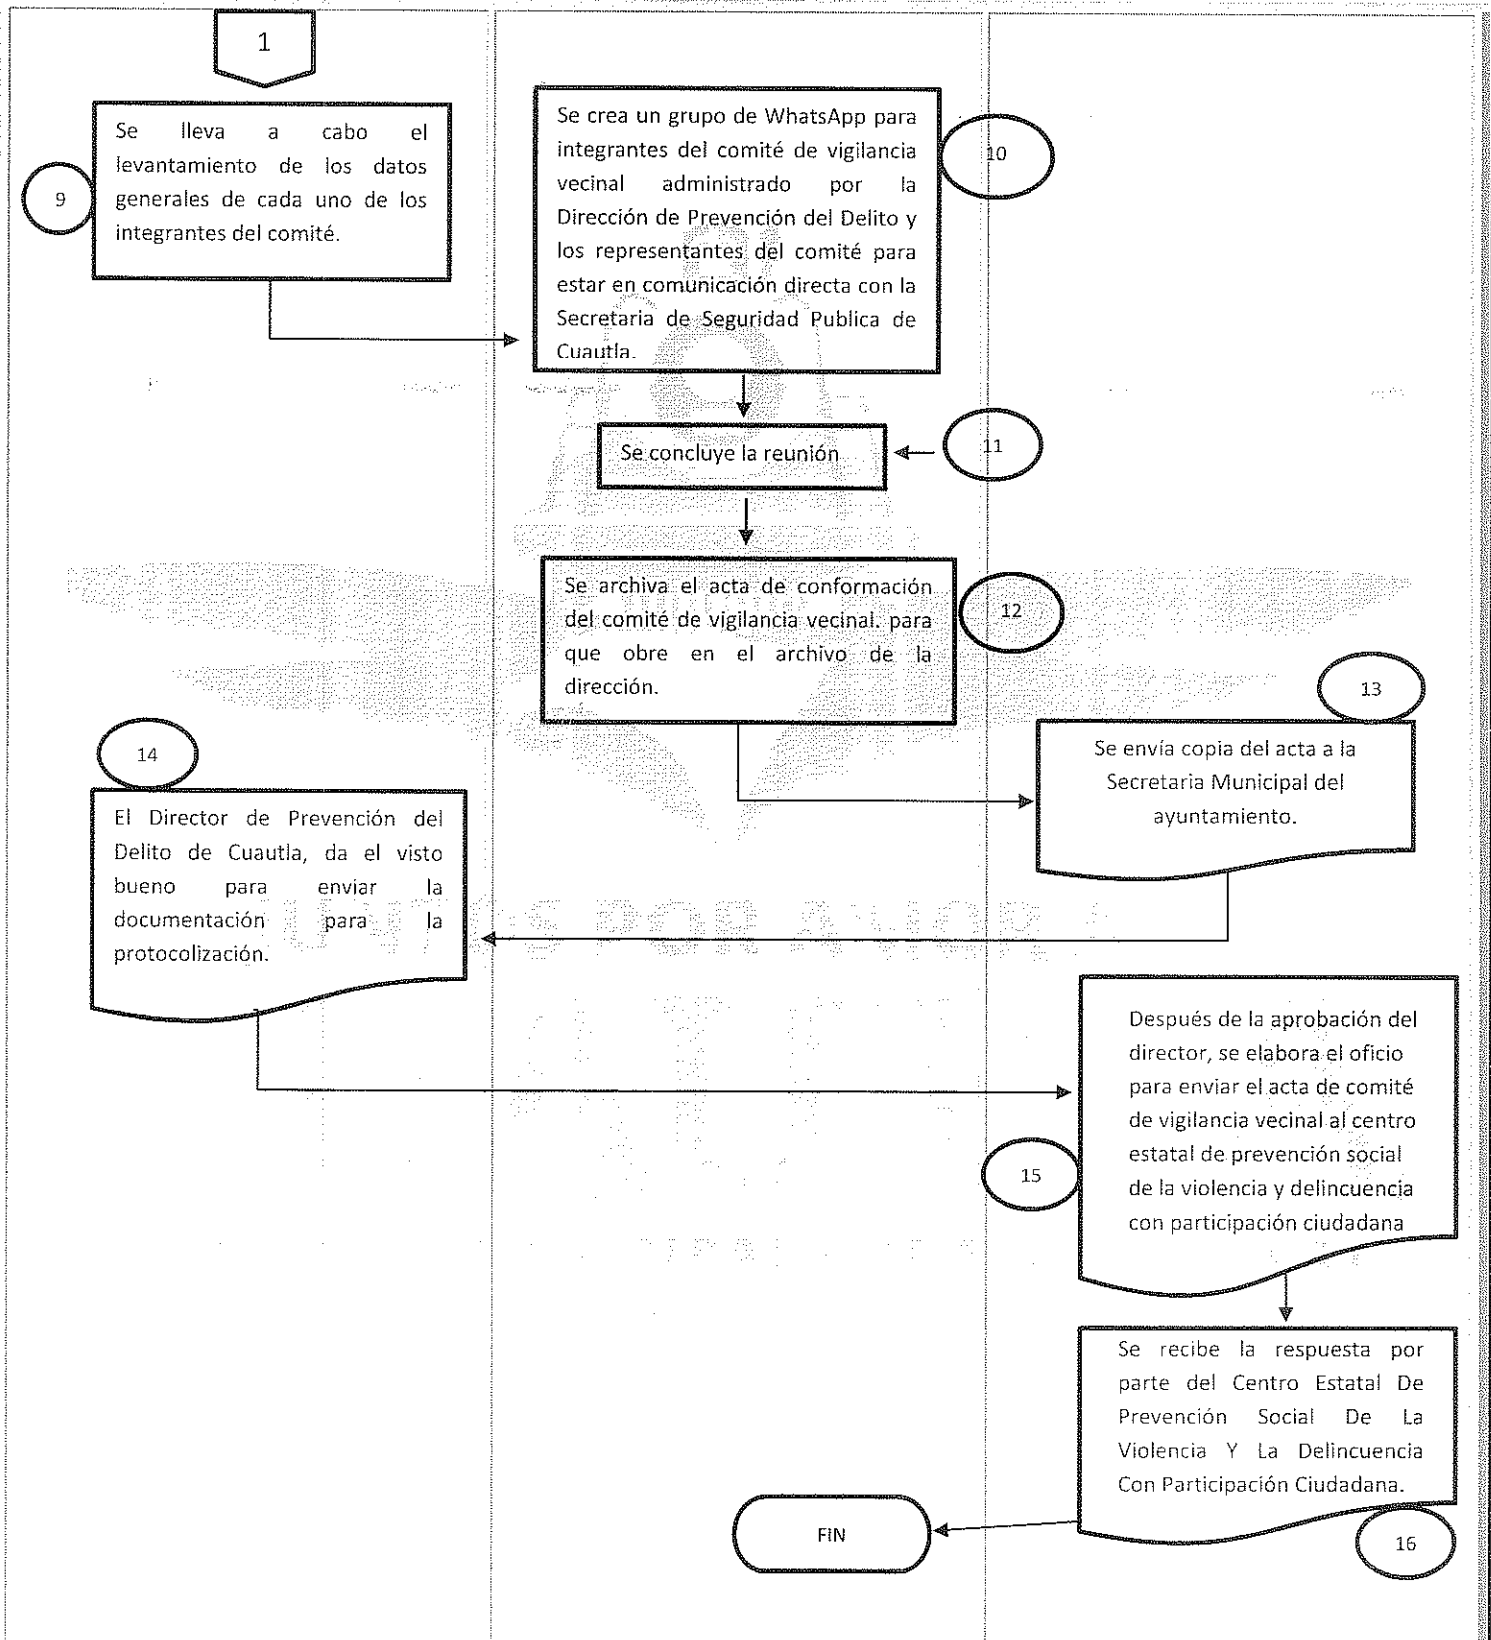 1
9
Se lleva a cabo el
levantamiento de los datos
generales de cada uno de los
integrantes del comité.
Se crea un grupo de WhatsApp para
integrantes del comité de vigilancia
vecinal administrado por la
Dirección de Prevención del Delito y
los representantes del comité para
estar en comunicación directa con la
Secretaria de Seguridad Publica de
Cuautla.
10
Se concluye la reunión
11
Se archiva el acta de conformación
del comité de vigilancia vecinal. para
que obre en el archivo de la
dirección.
12
13
Se envía copia del acta a la
Secretaria Municipal del
ayuntamiento.
14
El Director de Prevención del
Delito de Cuautla, da el visto
bueno para enviar la
documentación para la
protocolización.
Después de la aprobación del
director, se elabora el oficio
para enviar el acta de comité
de vigilancia vecinal al centro
estatal de prevención social
de la violencia y delincuencia
con participación ciudadana
15
Se recibe la respuesta por
parte del Centro Estatal De
Prevención Social De La
Violencia Y La Delincuencia
Con Participación Ciudadana.
16
FIN
POR AMOR A